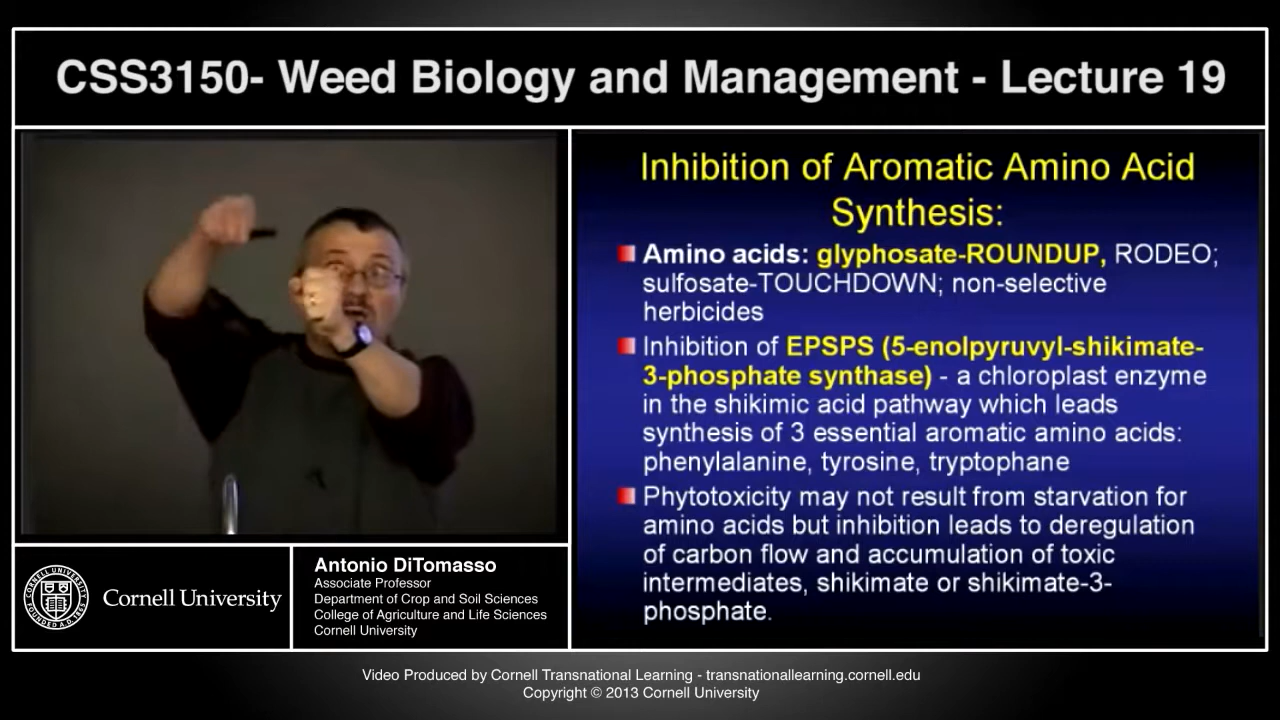 CSS3150- Weed Biology and Management - Lecture 19
Inhibition of Aromatic Amino Acid
Synthesis:
Amino acids: glyphosate-ROUNDUP, RODEO;
sulfosate-TOUCHDOWN; non-selective
herbicides
Inhibition of EPSPS (5-enolpyruvyl-shikimate-
3-phosphate synthase) - a chloroplast enzyme
in the shikimic acid pathway which leads
synthesis of 3 essential aromatic amino acids:
phenylalanine, tyrosine, tryptophane
Phytotoxicity may not result from starvation for
amino acids but inhibition leads to deregulation
of carbon flow and accumulation of toxic
intermediates, shikimate or shikimate-3-
phosphate.
Cornell University
Antonio DiTomasso
Associate Professor
Department of Crop and Soil Sciences
College of Agriculture and Life Sciences
Cornell University
Video Produced by Cornell Transnational Learning - transnationallearning.cornell.edu
Copyright © 2013 Cornell University